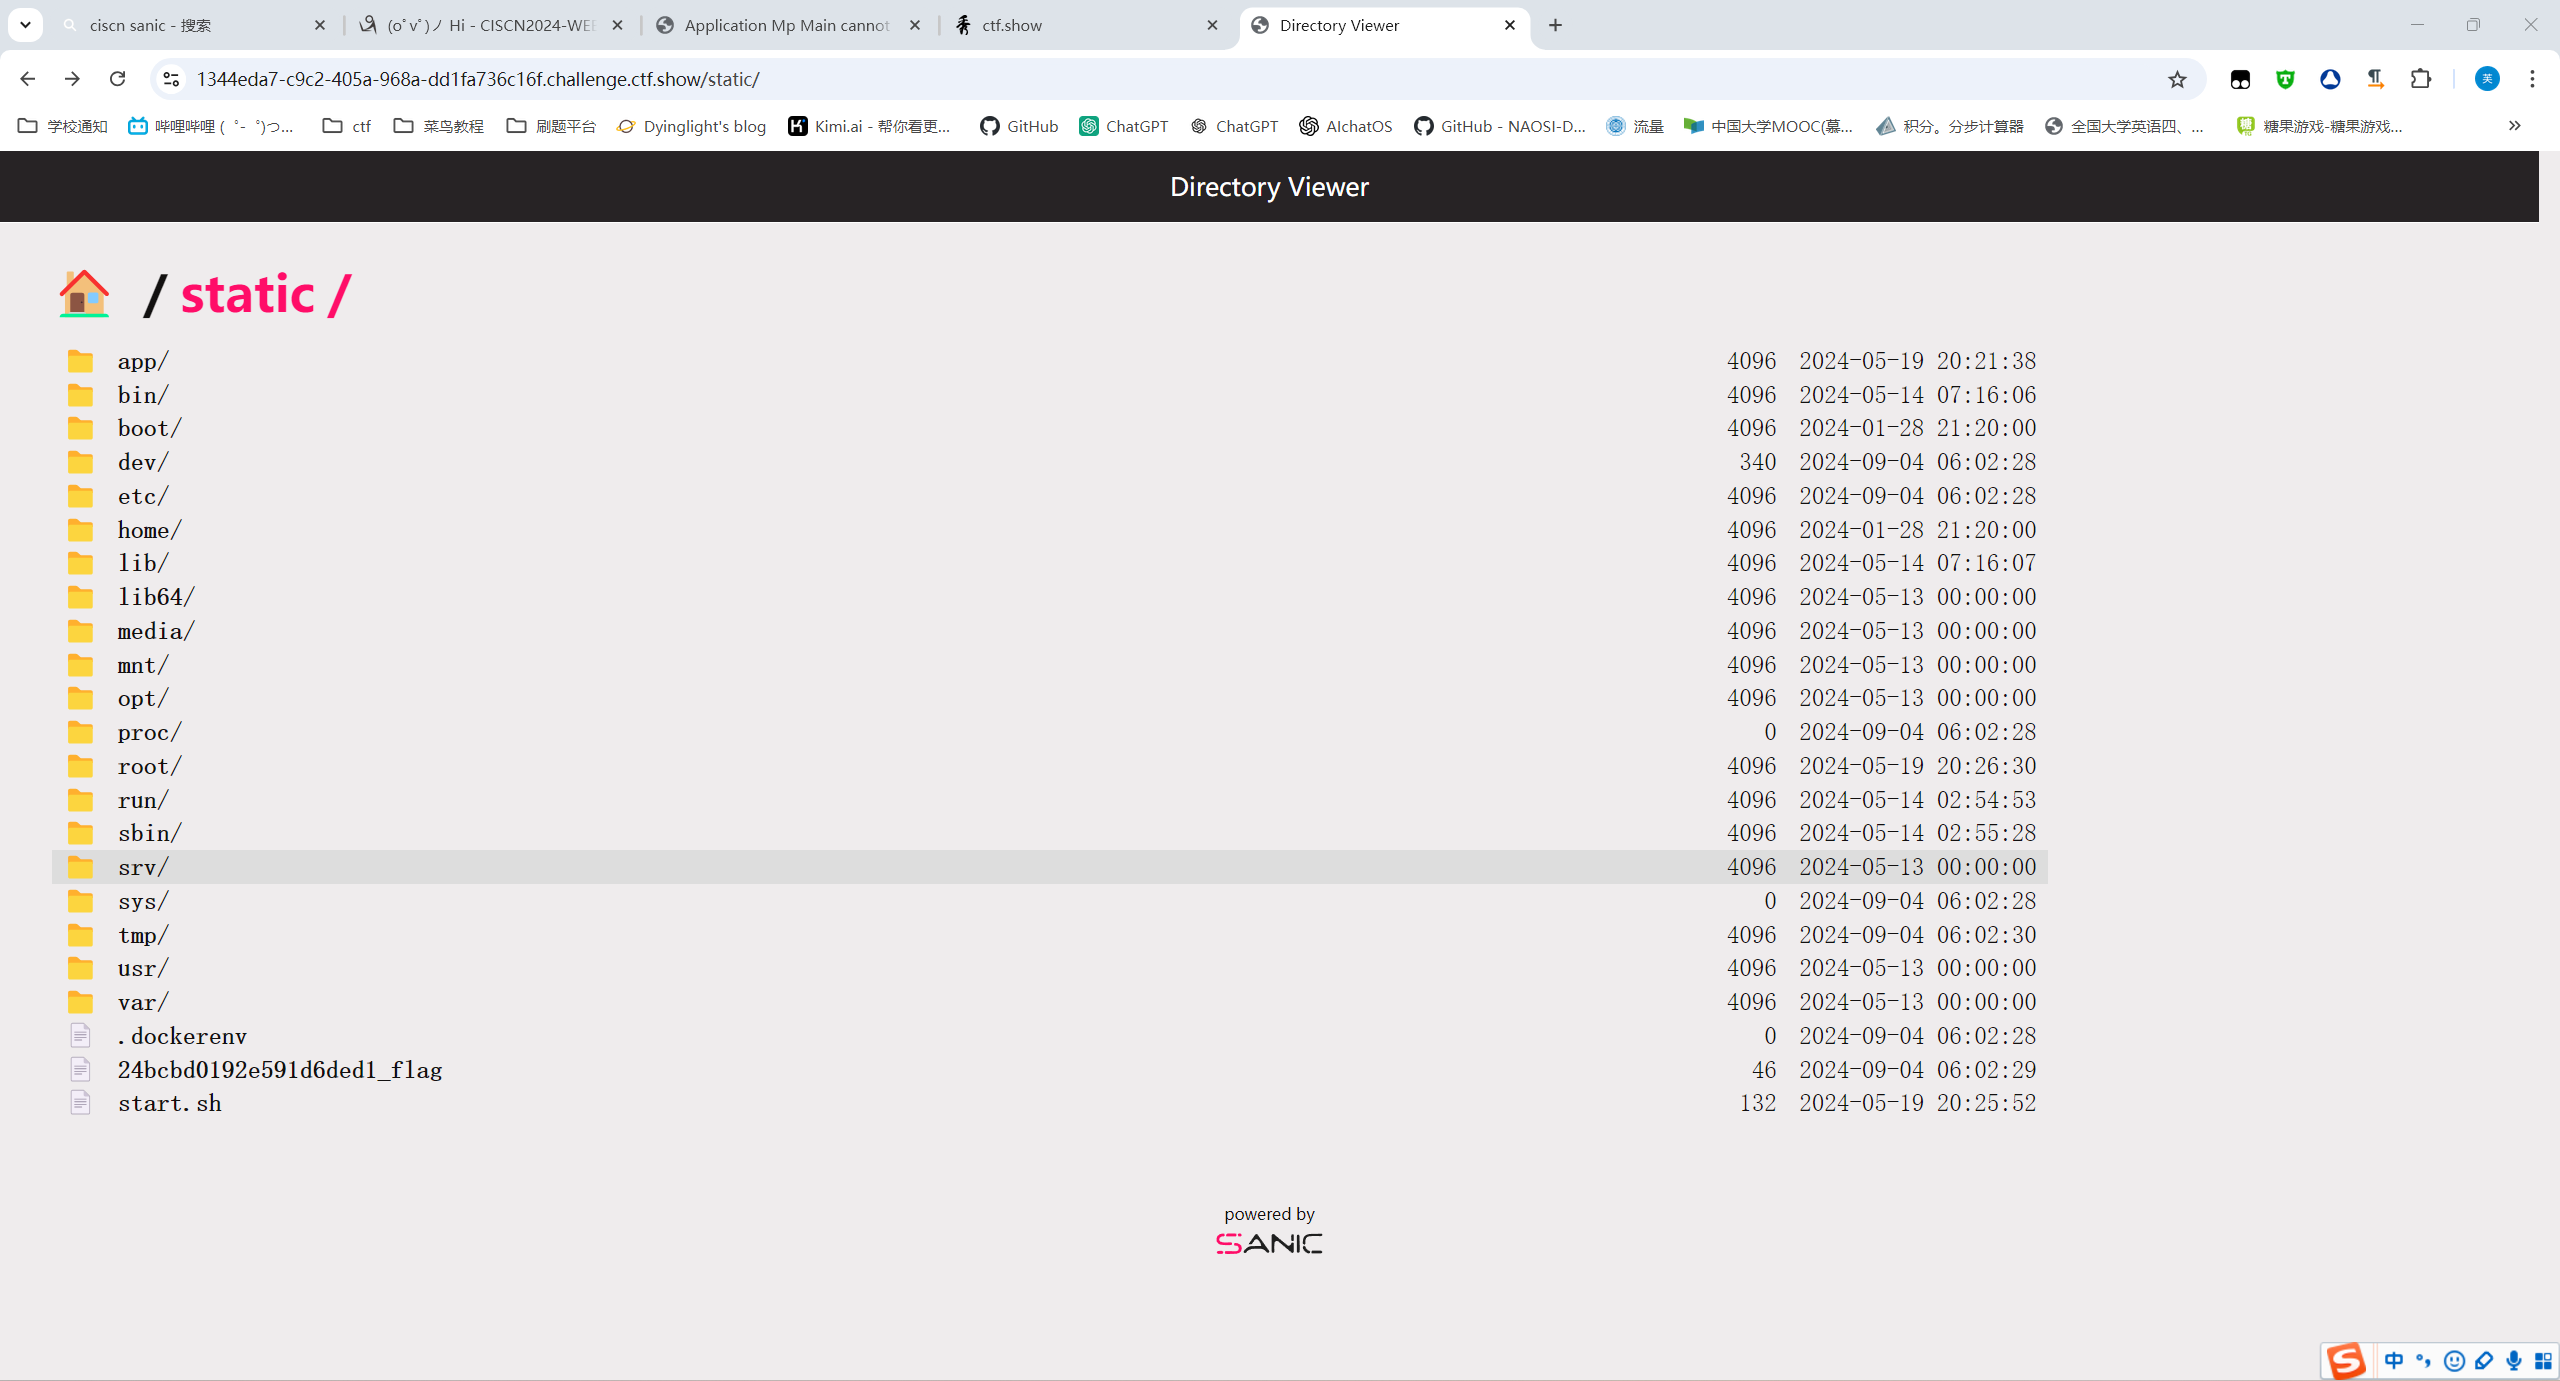 ciscn sanic - 搜索
(oﾟvﾟ)ノ Hi - CISCN2024-WEB
Application Mp Main cannot
ctf.show
Directory Viewer
1344eda7-c9c2-405a-968a-dd1fa736c16f.challenge.ctf.show/static/
芙
学校通知
哔哩哔哩 ( ゜- ゜)つ...
ctf
菜鸟教程
刷题平台
Dyinglight's blog
Kimi.ai - 帮你看更...
GitHub
ChatGPT
ChatGPT
AIchatOS
GitHub - NAOSI-D...
流量
中国大学MOOC(慕...
积分。分步计算器
全国大学英语四、...
糖果游戏-糖果游戏...
Directory Viewer
/ static /
app/ 4096 2024-05-19 20:21:38
bin/ 4096 2024-05-14 07:16:06
boot/ 4096 2024-01-28 21:20:00
dev/ 340 2024-09-04 06:02:28
etc/ 4096 2024-09-04 06:02:28
home/ 4096 2024-01-28 21:20:00
lib/ 4096 2024-05-14 07:16:07
lib64/ 4096 2024-05-13 00:00:00
media/ 4096 2024-05-13 00:00:00
mnt/ 4096 2024-05-13 00:00:00
opt/ 4096 2024-05-13 00:00:00
proc/ 0 2024-09-04 06:02:28
root/ 4096 2024-05-19 20:26:30
run/ 4096 2024-05-14 02:54:53
sbin/ 4096 2024-05-14 02:55:28
srv/ 4096 2024-05-13 00:00:00
sys/ 0 2024-09-04 06:02:28
tmp/ 4096 2024-09-04 06:02:30
usr/ 4096 2024-05-13 00:00:00
var/ 4096 2024-05-13 00:00:00
.dockerenv 0 2024-09-04 06:02:28
24bcbd0192e591d6ded1_flag 46 2024-09-04 06:02:29
start.sh 132 2024-05-19 20:25:52
powered by
SANIC
中